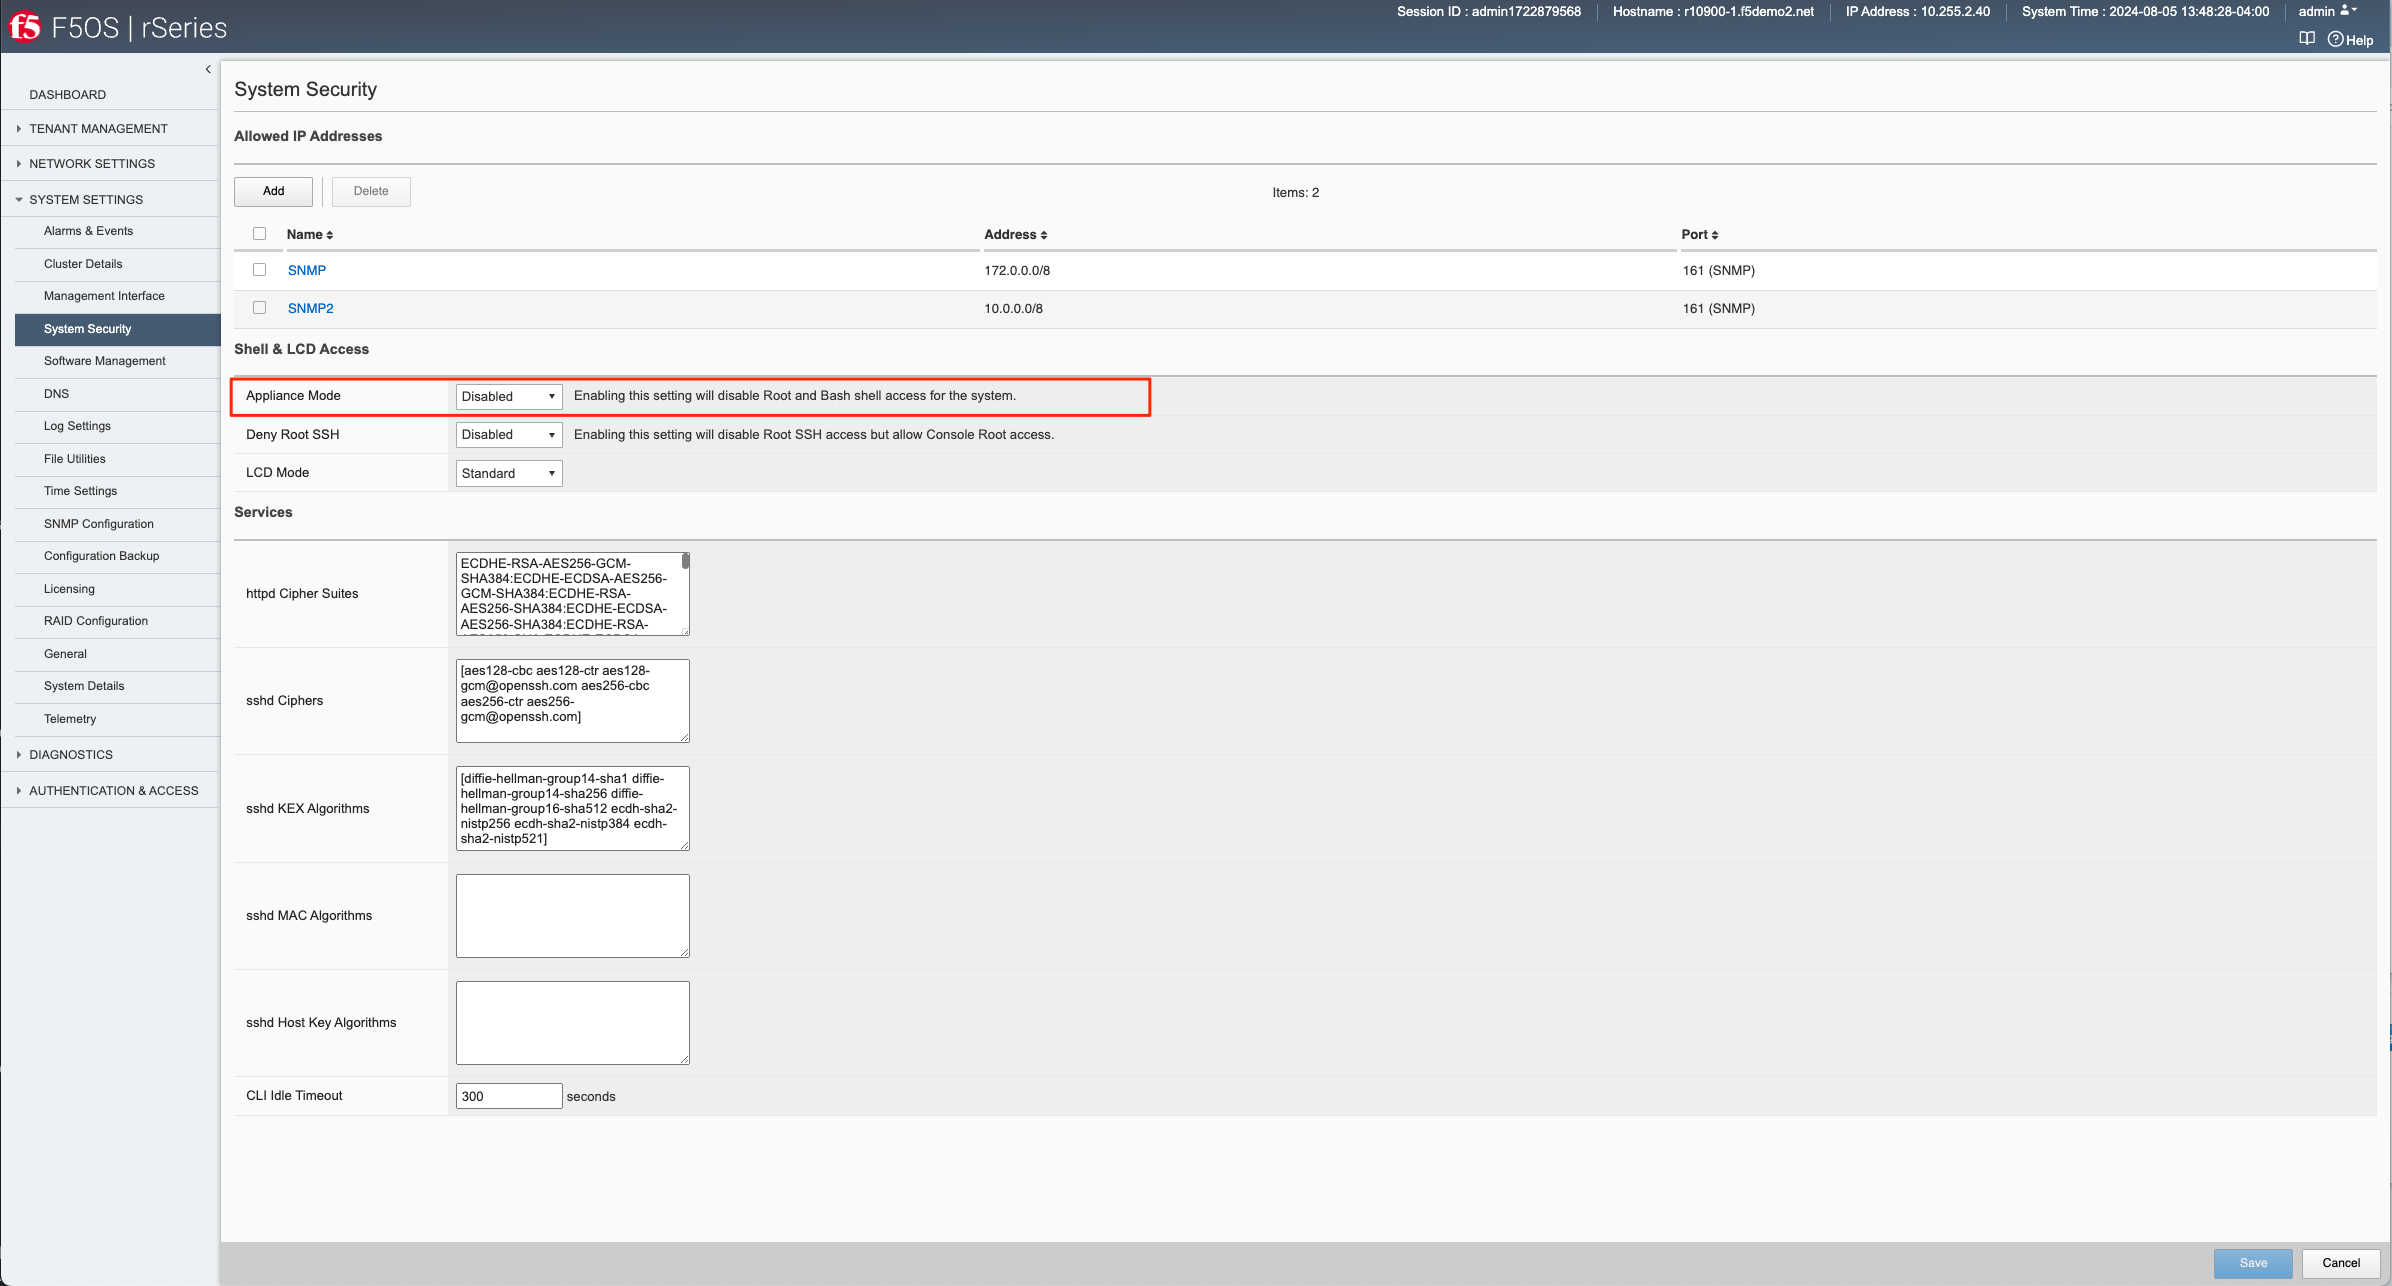 f5 F5OS | rSeries
Session ID : admin1722879568 Hostname : r10900-1.f5demo2.net IP Address : 10.255.2.40 System Time : 2024-08-05 13:48:28-04:00 admin
Help
DASHBOARD
TENANT MANAGEMENT
NETWORK SETTINGS
SYSTEM SETTINGS
Alarms & Events
Cluster Details
Management Interface
System Security
Software Management
DNS
Log Settings
File Utilities
Time Settings
SNMP Configuration
Configuration Backup
Licensing
RAID Configuration
General
System Details
Telemetry
DIAGNOSTICS
AUTHENTICATION & ACCESS
System Security
Allowed IP Addresses
Add Delete Items: 2
Name Address Port
SNMP 172.0.0.0/8 161 (SNMP)
SNMP2 10.0.0.0/8 161 (SNMP)
Shell & LCD Access
Appliance Mode Disabled Enabling this setting will disable Root and Bash shell access for the system.
Deny Root SSH Disabled Enabling this setting will disable Root SSH access but allow Console Root access.
LCD Mode Standard
Services
httpd Cipher Suites
ECDHE-RSA-AES256-GCM-
SHA384:ECDHE-ECDSA-AES256-
GCM-SHA384:ECDHE-RSA-
AES256-SHA384:ECDHE-ECDSA-
AES256-SHA384:ECDHE-RSA-
sshd Ciphers
[aes128-cbc aes128-ctr aes128-
gcm@openssh.com aes256-cbc
aes256-ctr aes256-
gcm@openssh.com]
sshd KEX Algorithms
[diffie-hellman-group14-sha1 diffie-
hellman-group14-sha256 diffie-
hellman-group16-sha512 ecdh-sha2-
nistp256 ecdh-sha2-nistp384 ecdh-
sha2-nistp521]
sshd MAC Algorithms
sshd Host Key Algorithms
CLI Idle Timeout 300 seconds
Save Cancel